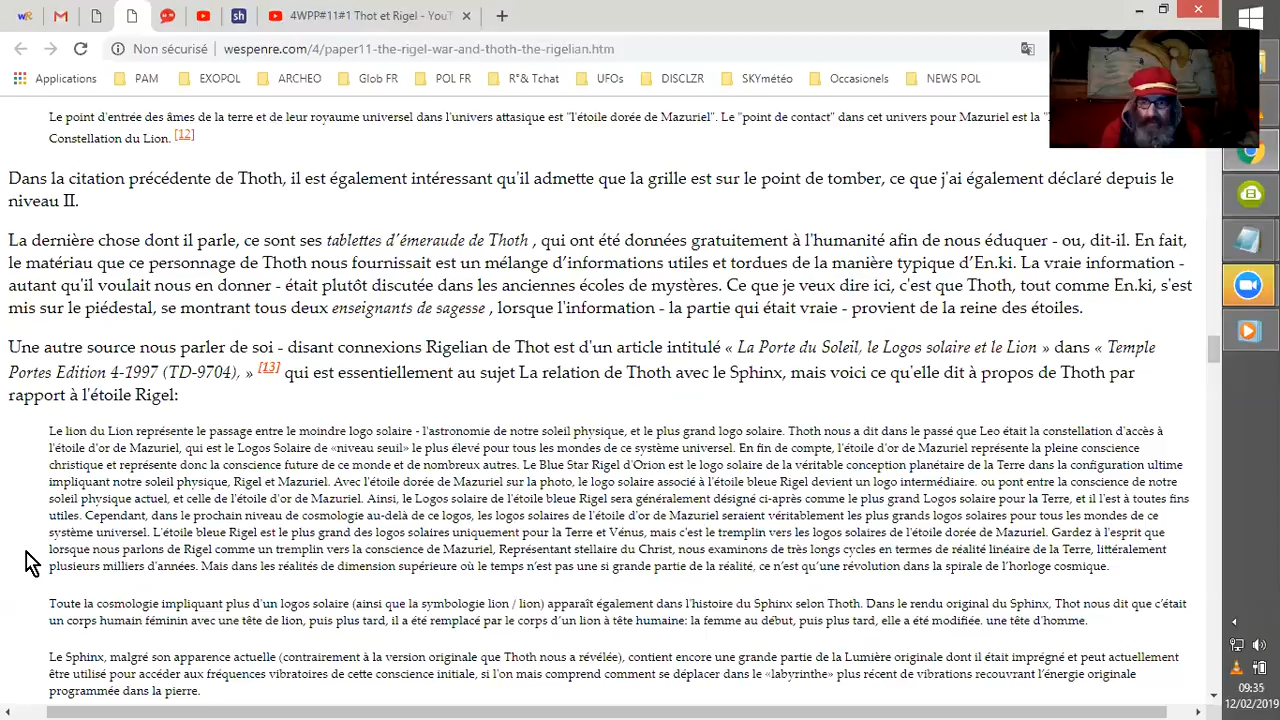 4WPP#11#1 Thot et Rigel - YouT
Non sécurisé | wespenre.com/4/paper11-the-rigel-war-and-thoth-the-rigelian.htm
Applications PAM EXOPOL ARCHEO Glob FR POL FR R°& Tchat UFOs DISCLZR SKYmétéo Occasionels NEWS POL
Le point d'entrée des âmes de la terre et de leur royaume universel dans l'univers attasique est "l'étoile dorée de Mazuriel". Le "point de contact" dans cet univers pour Mazuriel est la
Constellation du Lion. [12]
Dans la citation précédente de Thoth, il est également intéressant qu'il admette que la grille est sur le point de tomber, ce que j'ai également déclaré depuis le
niveau II.
La dernière chose dont il parle, ce sont ses tablettes d'émeraude de Thoth , qui ont été données gratuitement à l'humanité afin de nous éduquer - ou, dit-il. En fait,
le matériau que ce personnage de Thoth nous fournissait est un mélange d'informations utiles et tordues de la manière typique d'En.ki. La vraie information -
autant qu'il voulait nous en donner - était plutôt discutée dans les anciennes écoles de mystères. Ce que je veux dire ici, c'est que Thoth, tout comme En.ki, s'est
mis sur le piédestal, se montrant tous deux enseignants de sagesse , lorsque l'information - la partie qui était vraie - provient de la reine des étoiles.
Une autre source nous parler de soi - disant connexions Rigelian de Thot est d'un article intitulé « La Porte du Soleil, le Logos solaire et le Lion » dans « Temple
Portes Edition 4-1997 (TD-9704), » [13] qui est essentiellement au sujet La relation de Thoth avec le Sphinx, mais voici ce qu'elle dit à propos de Thoth par
rapport à l'étoile Rigel:
Le lion du Lion représente le passage entre le moindre logo solaire - l'astronomie de notre soleil physique, et le plus grand logo solaire. Thoth nous a dit dans le passé que Leo était la constellation d'accès à
l'étoile d'or de Mazuriel, qui est le Logos Solaire de «niveau seuil» le plus élevé pour tous les mondes de ce système universel. En fin de compte, l'étoile d'or de Mazuriel représente la pleine conscience
christique et représente donc la conscience future de ce monde et de nombreux autres. Le Blue Star Rigel d'Orion est le logo solaire de la véritable conception planétaire de la Terre dans la configuration ultime
impliquant notre soleil physique, Rigel et Mazuriel. Avec l'étoile dorée de Mazuriel sur la photo, le logo solaire associé à l'étoile bleue Rigel devient un logo intermédiaire. ou pont entre la conscience de notre
soleil physique actuel, et celle de l'étoile d'or de Mazuriel. Ainsi, le Logos solaire de l'étoile bleue Rigel sera généralement désigné ci-après comme le plus grand Logos solaire pour la Terre, et il l'est à toutes fins
utiles. Cependant, dans le prochain niveau de cosmologie au-delà de ce logos, les logos solaires de l'étoile d'or de Mazuriel seraient véritablement les plus grands logos solaires pour tous les mondes de ce
système universel. L'étoile bleue Rigel est le plus grand des logos solaires uniquement pour la Terre et Vénus, mais c'est le tremplin vers les logos solaires de l'étoile dorée de Mazuriel. Gardez à l'esprit que
lorsque nous parlons de Rigel comme un tremplin vers la conscience de Mazuriel, Représentant stellaire du Christ, nous examinons de très longs cycles en termes de réalité linéaire de la Terre, littéralement
plusieurs milliers d'années. Mais dans les réalités de dimension supérieure où le temps n'est pas une si grande partie de la réalité, ce n'est qu'une révolution dans la spirale de l'horloge cosmique.
Toute la cosmologie impliquant plus d'un logos solaire (ainsi que la symbologie lion / lion) apparaît également dans l'histoire du Sphinx selon Thoth. Dans le rendu original du Sphinx, Thot nous dit que c'était
un corps humain féminin avec une tête de lion, puis plus tard, il a été remplacé par le corps d'un lion à tête humaine: la femme au début, puis plus tard, elle a été modifiée. une tête d'homme.
Le Sphinx, malgré son apparence actuelle (contrairement à la version originale que Thoth nous a révélée), contient encore une grande partie de la Lumière originale dont il était imprégné et peut actuellement
être utilisé pour accéder aux fréquences vibratoires de cette conscience initiale, si l'on mais comprend comment se déplacer dans le «labyrinthe» plus récent de vibrations recouvrant l'énergie originale
programmée dans la pierre.
09:35
12/02/2019